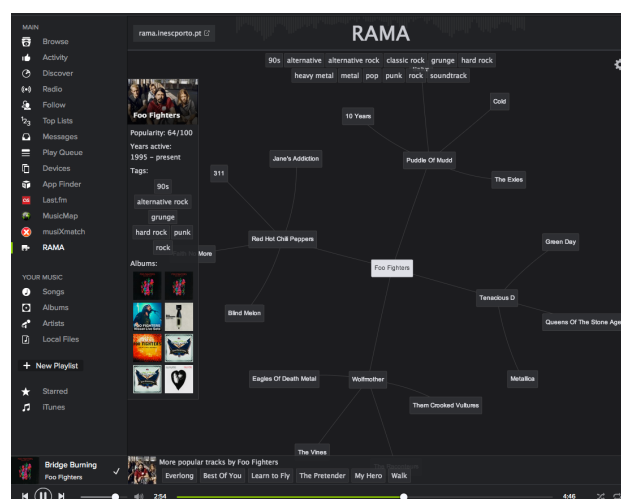 MAIN
Browse
Activity
Discover
Radio
Follow
Top Lists
Messages
Play Queue
Devices
App Finder
Last.fm
MusicMap
musiXmatch
RAMA
YOUR MUSIC
Songs
Albums
Artists
Local Files
New Playlist
Starred
iTunes
Bridge Burning
Foo Fighters
rama.inescporto.pt
RAMA
90s alternative alternative rock classic rock grunge hard rock
heavy metal metal pop punk rock soundtrack
Foo Fighters
Popularity: 64/100
Years active:
1995 - present
Tags:
90s
alternative rock
grunge
hard rock punk
rock
Albums:
Cold
10 Years
Puddle Of Mudd
Jane's Addiction
311
The Exies
Red Hot Chili Peppers
Green Day
More
Foo Fighters
Tenacious D
Blind Melon
Queens Of The Stone Age
Eagles Of Death Metal
Wolfmother
Metallica
Them Crooked Vultures
The Vines
More popular tracks by Foo Fighters
Everlong Best Of You Learn to Fly The Pretender My Hero Walk
2:54
4:46